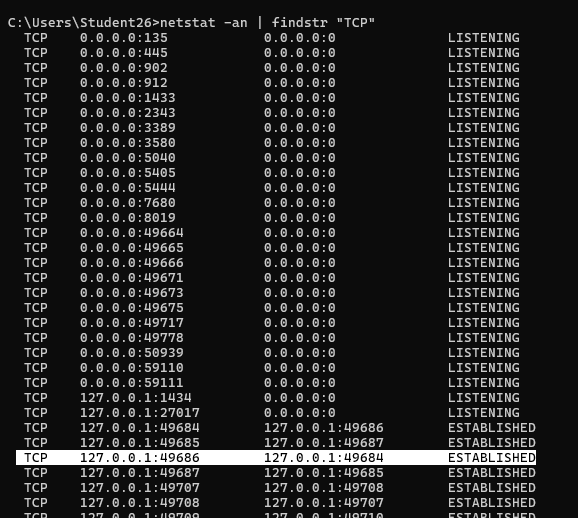 C:\Users\Student26>netstat -an | findstr "TCP"
TCP 0.0.0.0:135 0.0.0.0:0 LISTENING
TCP 0.0.0.0:445 0.0.0.0:0 LISTENING
TCP 0.0.0.0:902 0.0.0.0:0 LISTENING
TCP 0.0.0.0:912 0.0.0.0:0 LISTENING
TCP 0.0.0.0:1433 0.0.0.0:0 LISTENING
TCP 0.0.0.0:2343 0.0.0.0:0 LISTENING
TCP 0.0.0.0:3389 0.0.0.0:0 LISTENING
TCP 0.0.0.0:3580 0.0.0.0:0 LISTENING
TCP 0.0.0.0:5040 0.0.0.0:0 LISTENING
TCP 0.0.0.0:5405 0.0.0.0:0 LISTENING
TCP 0.0.0.0:5444 0.0.0.0:0 LISTENING
TCP 0.0.0.0:7680 0.0.0.0:0 LISTENING
TCP 0.0.0.0:8019 0.0.0.0:0 LISTENING
TCP 0.0.0.0:49664 0.0.0.0:0 LISTENING
TCP 0.0.0.0:49665 0.0.0.0:0 LISTENING
TCP 0.0.0.0:49666 0.0.0.0:0 LISTENING
TCP 0.0.0.0:49671 0.0.0.0:0 LISTENING
TCP 0.0.0.0:49673 0.0.0.0:0 LISTENING
TCP 0.0.0.0:49675 0.0.0.0:0 LISTENING
TCP 0.0.0.0:49717 0.0.0.0:0 LISTENING
TCP 0.0.0.0:49778 0.0.0.0:0 LISTENING
TCP 0.0.0.0:50939 0.0.0.0:0 LISTENING
TCP 0.0.0.0:59110 0.0.0.0:0 LISTENING
TCP 0.0.0.0:59111 0.0.0.0:0 LISTENING
TCP 127.0.0.1:1434 0.0.0.0:0 LISTENING
TCP 127.0.0.1:27017 0.0.0.0:0 LISTENING
TCP 127.0.0.1:49684 127.0.0.1:49686 ESTABLISHED
TCP 127.0.0.1:49685 127.0.0.1:49687 ESTABLISHED
TCP 127.0.0.1:49686 127.0.0.1:49684 ESTABLISHED
TCP 127.0.0.1:49687 127.0.0.1:49685 ESTABLISHED
TCP 127.0.0.1:49707 127.0.0.1:49708 ESTABLISHED
TCP 127.0.0.1:49708 127.0.0.1:49707 ESTABLISHED
TCP 127.0.0.1:49709 127.0.0.1:49710 ESTABLISHED